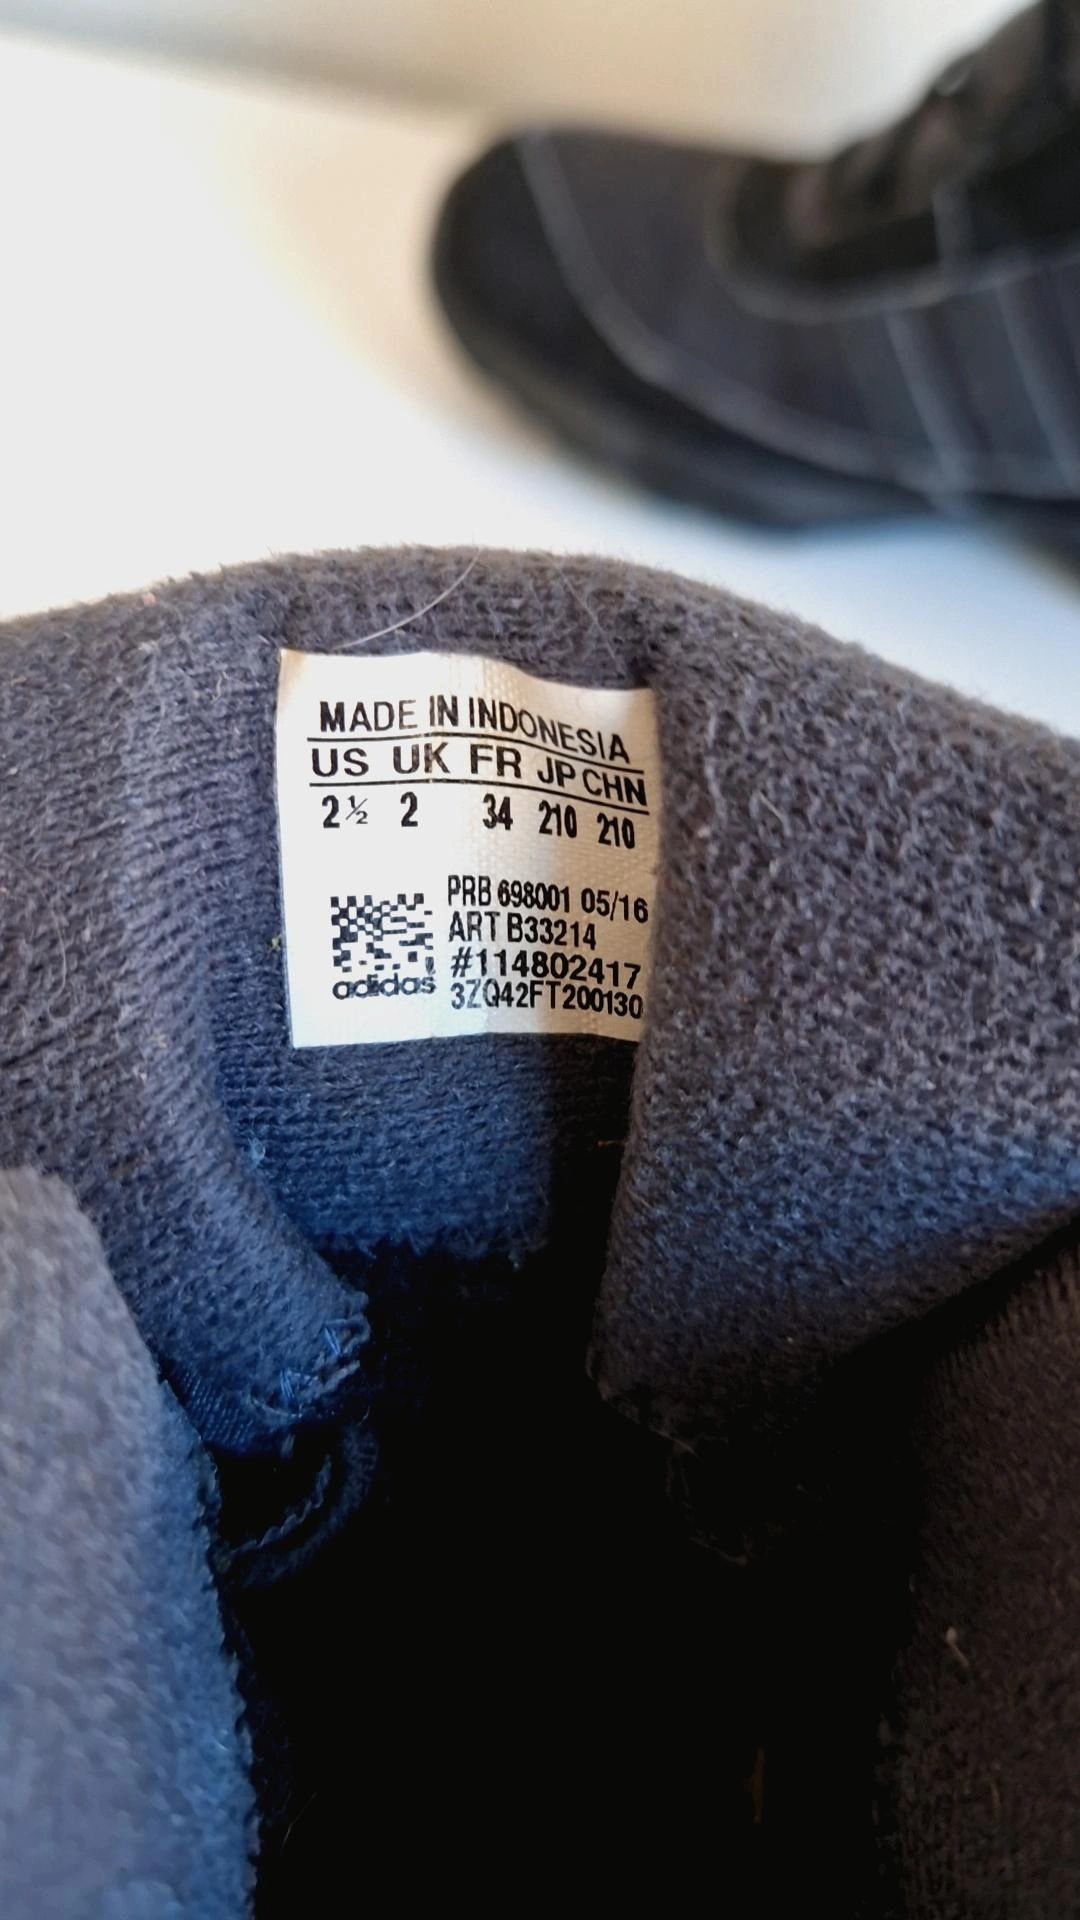 MADE IN INDONESIA
US UK FR JP CHN
2½ 2 34 210 210
PRB 698001 05/16
ART B33214
#114802417
3ZQ42FT200130
adidas